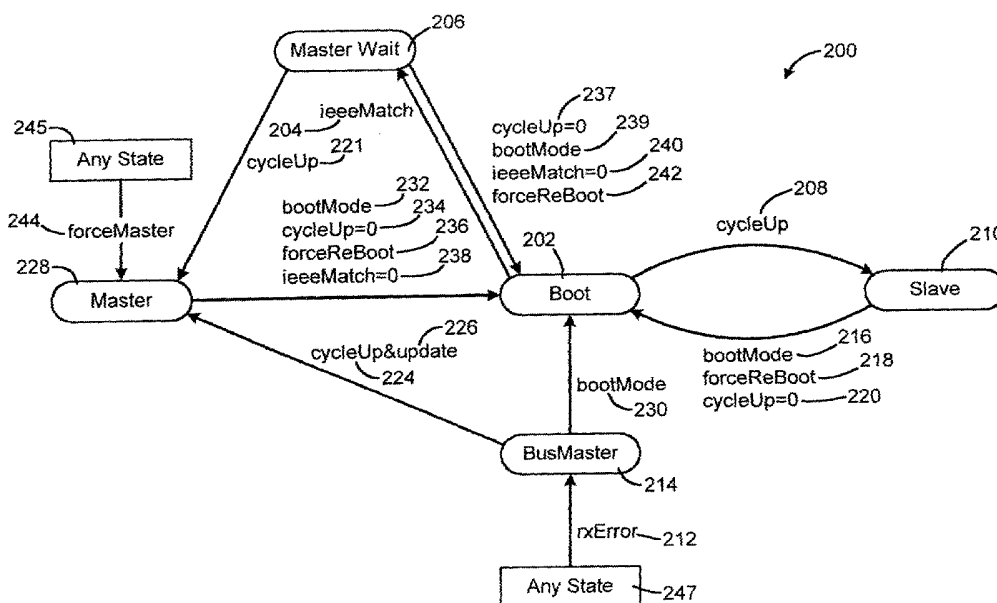 206
Master Wait
200
245
Any State
204 ieeeMatch
cycleUp 221
237
cycleUp=0
bootMode 239
ieeeMatch=0 240
forceReBoot 242
244 forceMaster
bootMode 232
cycleUp=0 234
forceReBoot 236
ieeeMatch=0 238
208
cycleUp
228
Master
202
Boot
210
Slave
226
cycleUp&update
224
bootMode 216
forceReBoot 218
cycleUp=0 220
bootMode
230
BusMaster
214
rxError 212
Any State
247